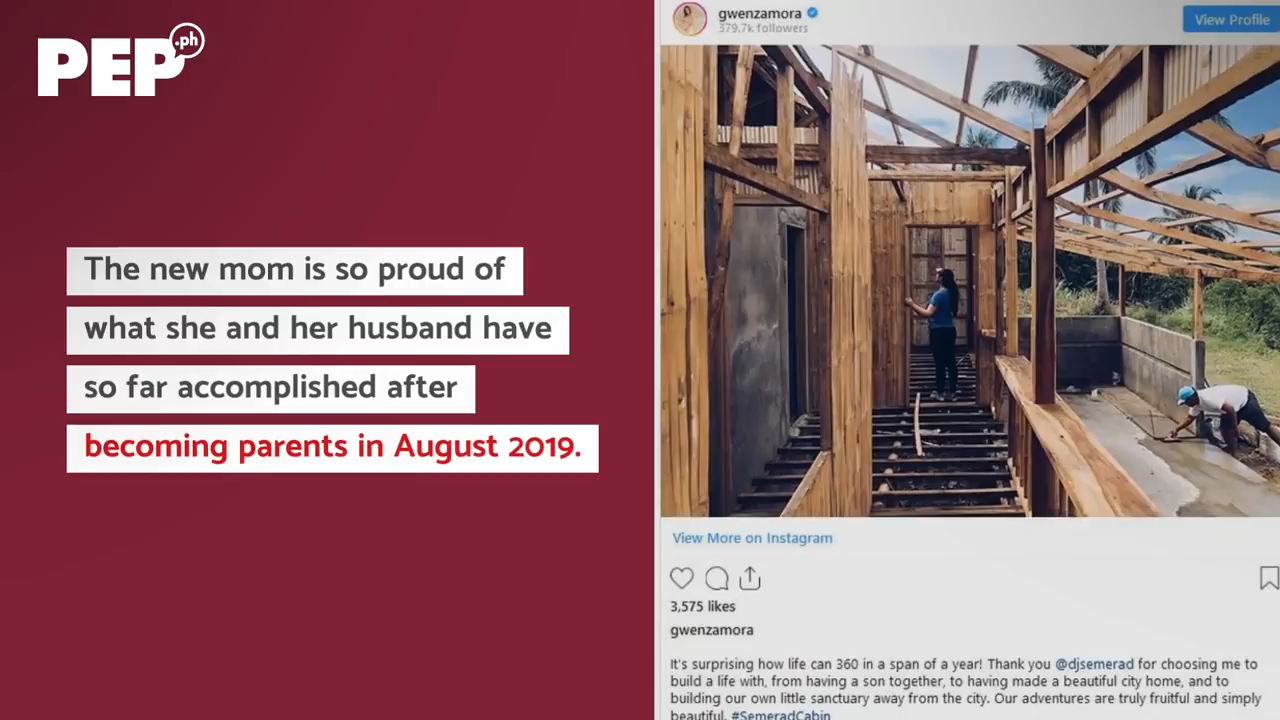 PEP.ph
The new mom is so proud of
what she and her husband have
so far accomplished after
becoming parents in August 2019.
gwenzamora
379.7k followers
View Profile
View More on Instagram
3,575 likes
gwenzamora
It's surprising how life can 360 in a span of a year! Thank you @djsemerad for choosing me to
build a life with, from having a son together, to having made a beautiful city home, and to
building our own little sanctuary away from the city. Our adventures are truly fruitful and simply
beautiful. #SemeradCabin